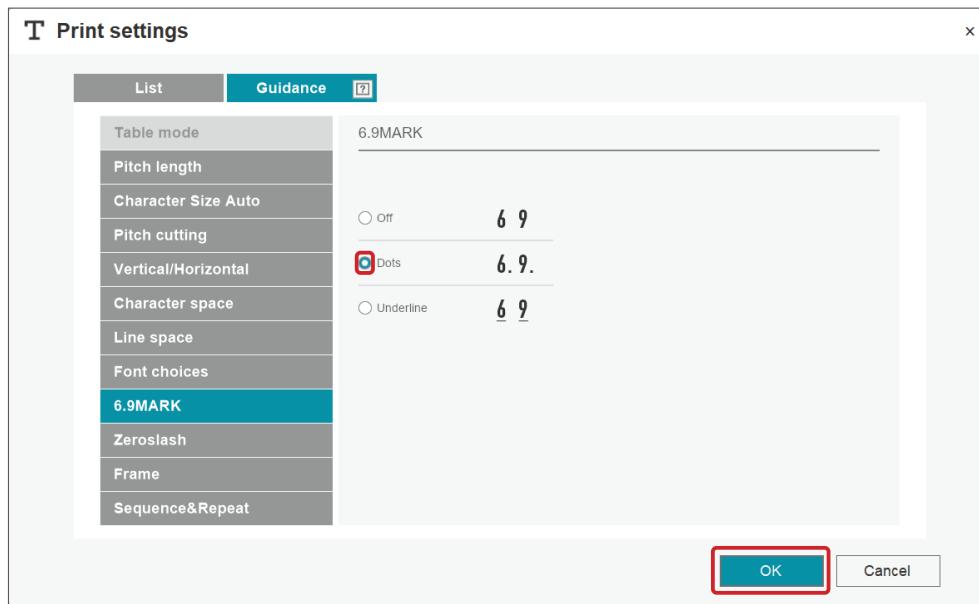 T Print settings ×
List Guidance ?
Table mode
Pitch length
Character Size Auto
Pitch cutting
Vertical/Horizontal
Character space
Line space
Font choices
6.9MARK
Zeroslash
Frame
Sequence&Repeat
6.9MARK
Off 6 9
Dots 6. 9.
Underline 6 9
OK Cancel